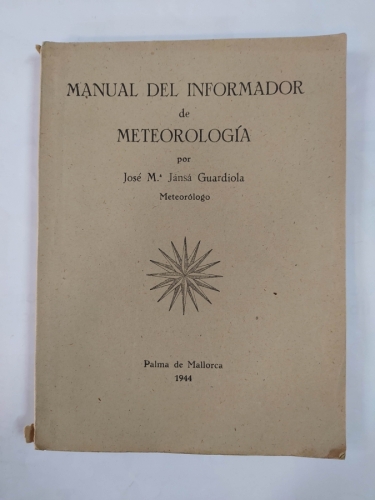 MANUAL DEL INFORMADOR
de
METEOROLOGÍA
por
José M.ª Jansá Guardiola
Meteorólogo
Palma de Mallorca
1944